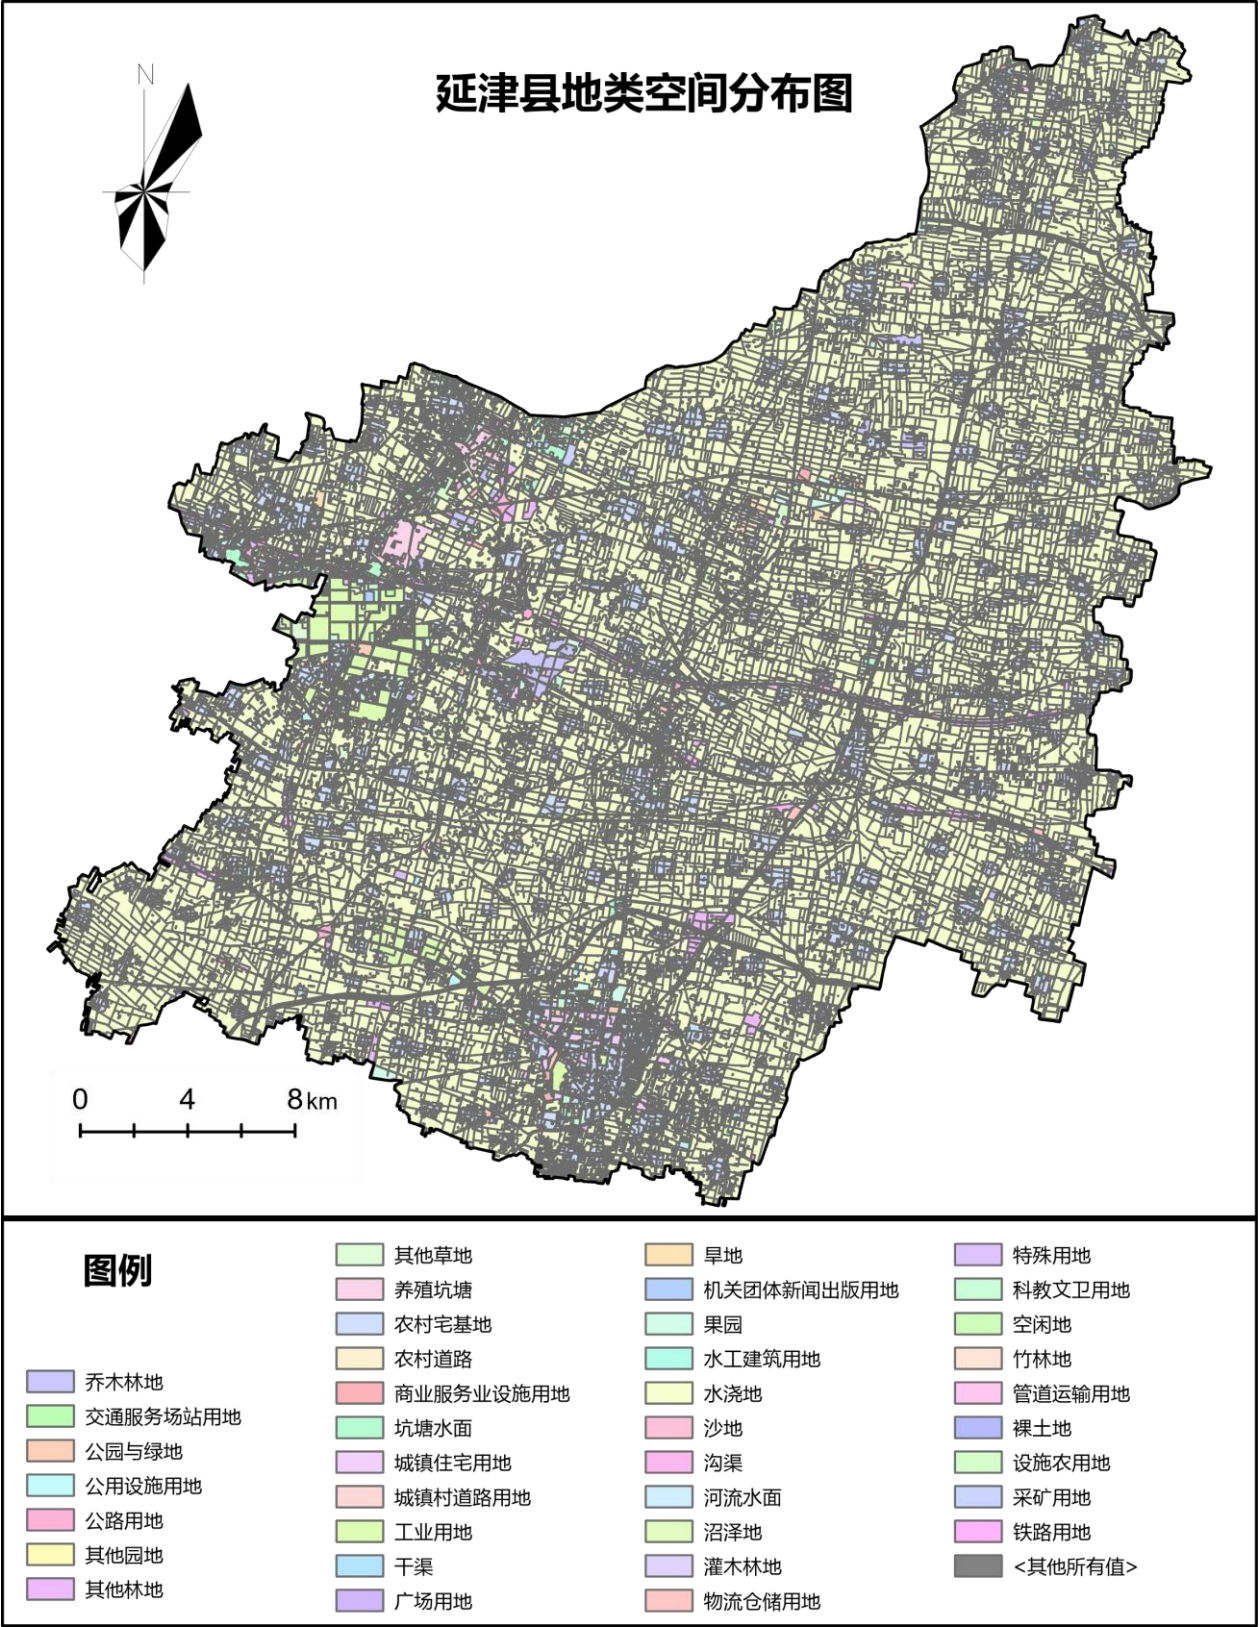 延津县地类空间分布图
N
0 4 8 km
图例
乔木林地
交通服务场站用地
公园与绿地
公用设施用地
公路用地
其他园地
其他林地
其他草地
养殖坑塘
农村宅基地
农村道路
商业服务业设施用地
坑塘水面
城镇住宅用地
城镇村道路用地
工业用地
干渠
广场用地
旱地
机关团体新闻出版用地
果园
水工建筑用地
水浇地
沙地
沟渠
河流水面
沼泽地
灌木林地
物流仓储用地
特殊用地
科教文卫用地
空闲地
竹林地
管道运输用地
裸土地
设施农用地
采矿用地
铁路用地
<其他所有值>